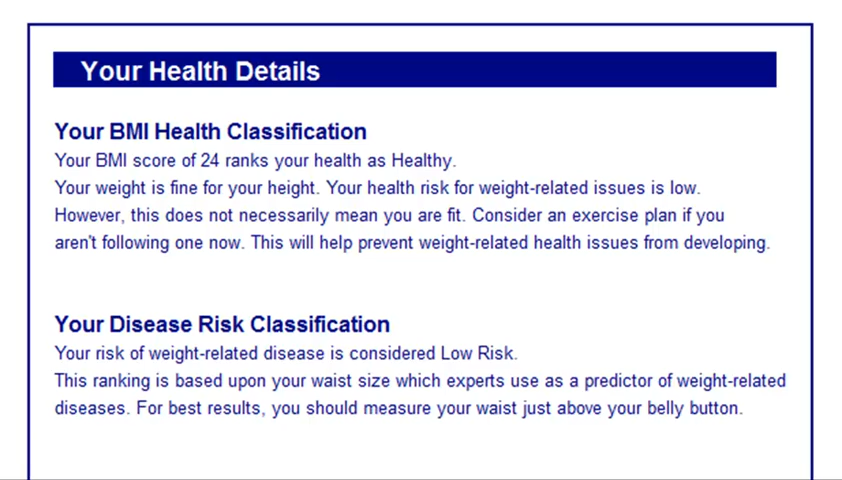 Your Health Details
Your BMI Health Classification
Your BMI score of 24 ranks your health as Healthy.
Your weight is fine for your height. Your health risk for weight-related issues is low.
However, this does not necessarily mean you are fit. Consider an exercise plan if you
aren't following one now. This will help prevent weight-related health issues from developing.
Your Disease Risk Classification
Your risk of weight-related disease is considered Low Risk.
This ranking is based upon your waist size which experts use as a predictor of weight-related
diseases. For best results, you should measure your waist just above your belly button.